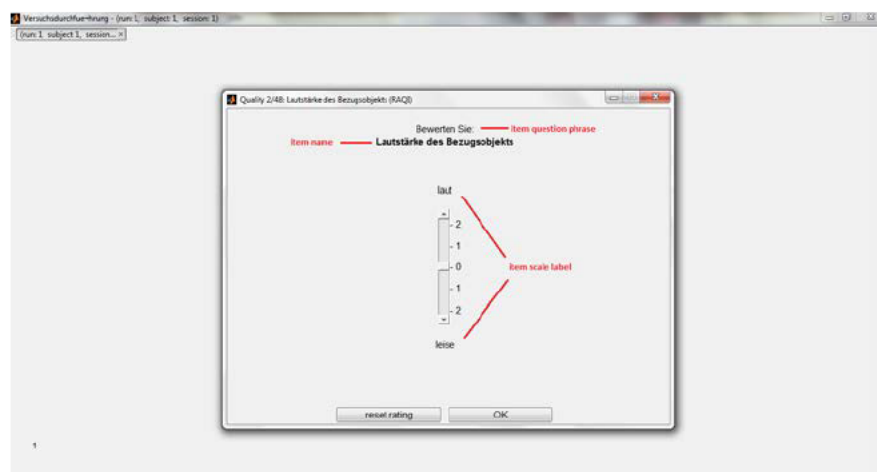 Versuchsdurchfue=hrung - (run: 1, subject: 1, session: 1)
(run: 1 subject 1, session... ×
Quality 2/48: Lautstärke des Bezugsobjekts (RAQI)
Bewerten Sie: item question phrase
Item name Lautstärke des Bezugsobjekts
laut
- 2
- 1
- 0 item scale label
- 1
- 2
leise
reset rating OK
1